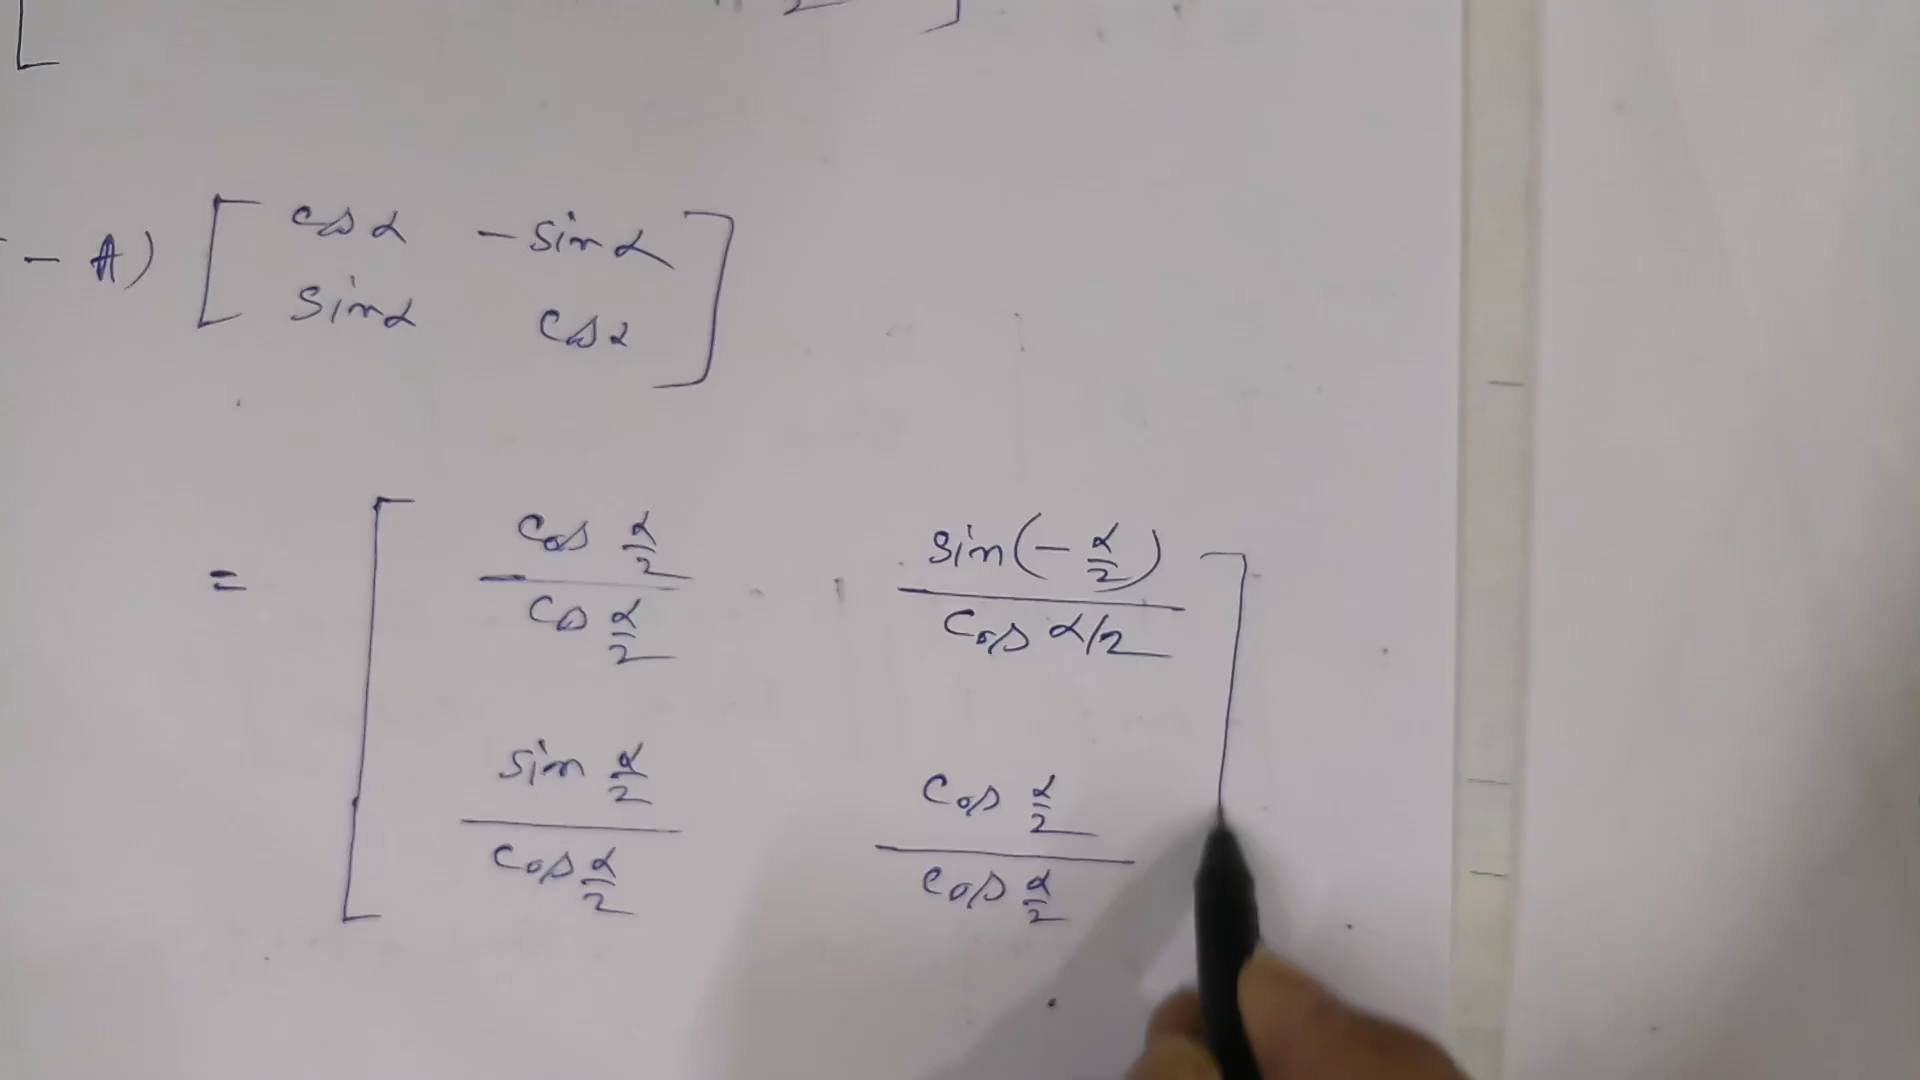 - A) [ cos α   - sin α
sin α   cos α ]
= [ cos α/2 / cos α/2   sin(- α/2) / cos α/2
sin α/2 / cos α/2   cos α/2 / cos α/2 ]